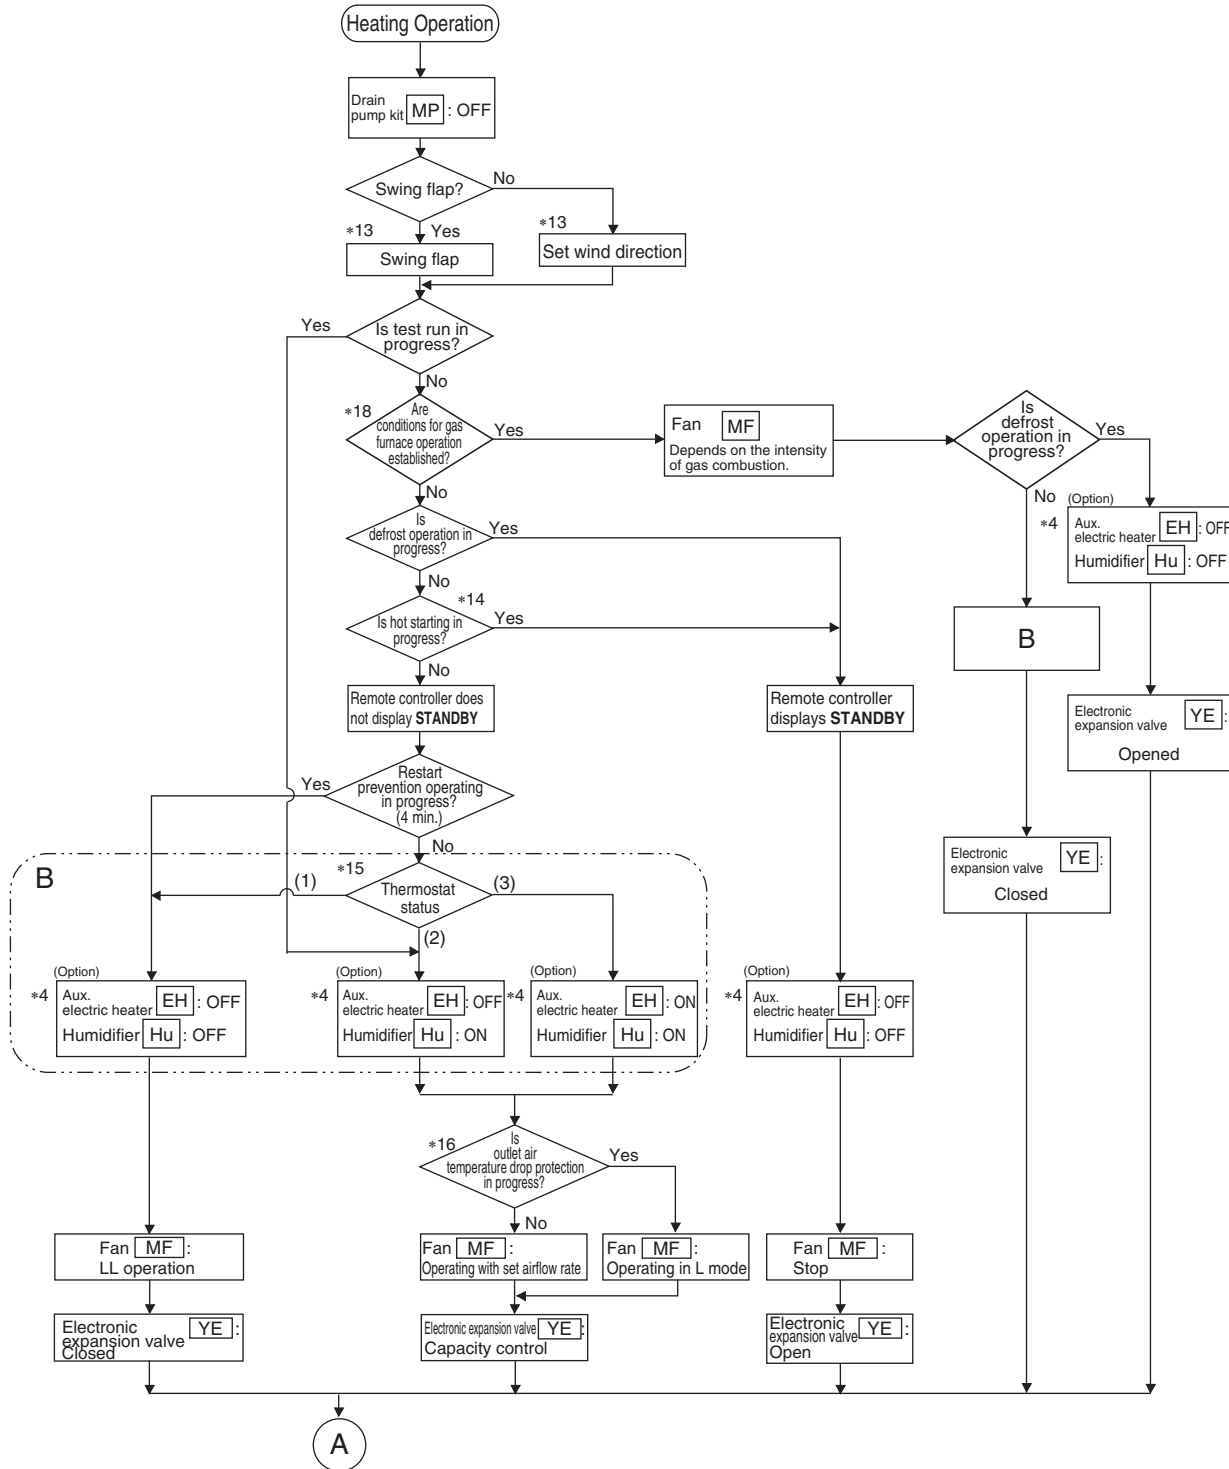 Heating Operation
Drain
pump kit MP : OFF
Swing flap?
No
*13
Yes
*13
Swing flap
Set wind direction
Yes
Is test run in
progress?
No
*18
Are
conditions for gas
furnace operation
established?
Yes
Fan MF
Depends on the intensity
of gas combustion.
Is
defrost operation in
progress?
Yes
No
No
Is
defrost operation in
progress?
Yes
(Option)
*4
Aux.
electric heater EH : OFF
Humidifier Hu : OFF
No
*14
Is hot starting in
progress?
Yes
B
No
Remote controller does
not display STANDBY
Remote controller
displays STANDBY
Electronic
expansion valve YE :
Opened
Yes
Restart
prevention operating
in progress?
(4 min.)
No
B
*15
(1)
Thermostat
status
(3)
(2)
Electronic
expansion valve YE :
Closed
(Option)
*4
Aux.
electric heater EH : OFF
Humidifier Hu : OFF
(Option)
*4
Aux.
electric heater EH : OFF
Humidifier Hu : ON
(Option)
*4
Aux.
electric heater EH : ON
Humidifier Hu : ON
(Option)
*4
Aux.
electric heater EH : OFF
Humidifier Hu : OFF
*16
Is
outlet air
temperature drop protection
in progress?
Yes
No
Fan MF :
LL operation
Fan MF :
Operating with set airflow rate
Fan MF :
Operating in L mode
Fan MF :
Stop
Electronic
expansion valve YE :
Closed
Electronic expansion valve YE :
Capacity control
Electronic
expansion valve YE :
Open
A